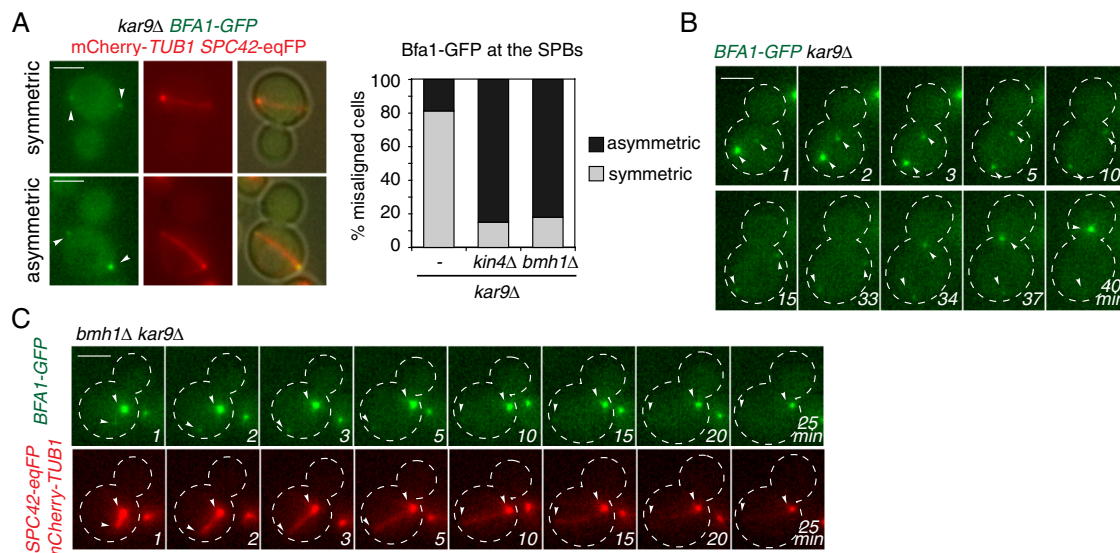 A
kar9Δ BFA1-GFP
mCherry-TUB1 SPC42-eqFP
symmetric
asymmetric
Bfa1-GFP at the SPBs
% misaligned cells
100
80
60
40
20
0
- kin4Δ bmh1Δ
kar9Δ
asymmetric
symmetric
B
BFA1-GFP kar9Δ
1 2 3 5 10
15 33 34 37 40
min
C
bmh1Δ kar9Δ
BFA1-GFP
1 2 3 5 10 15 20 25
min
SPC42-eqFP
mCherry-TUB1
1 2 3 5 10 15 20 25
min